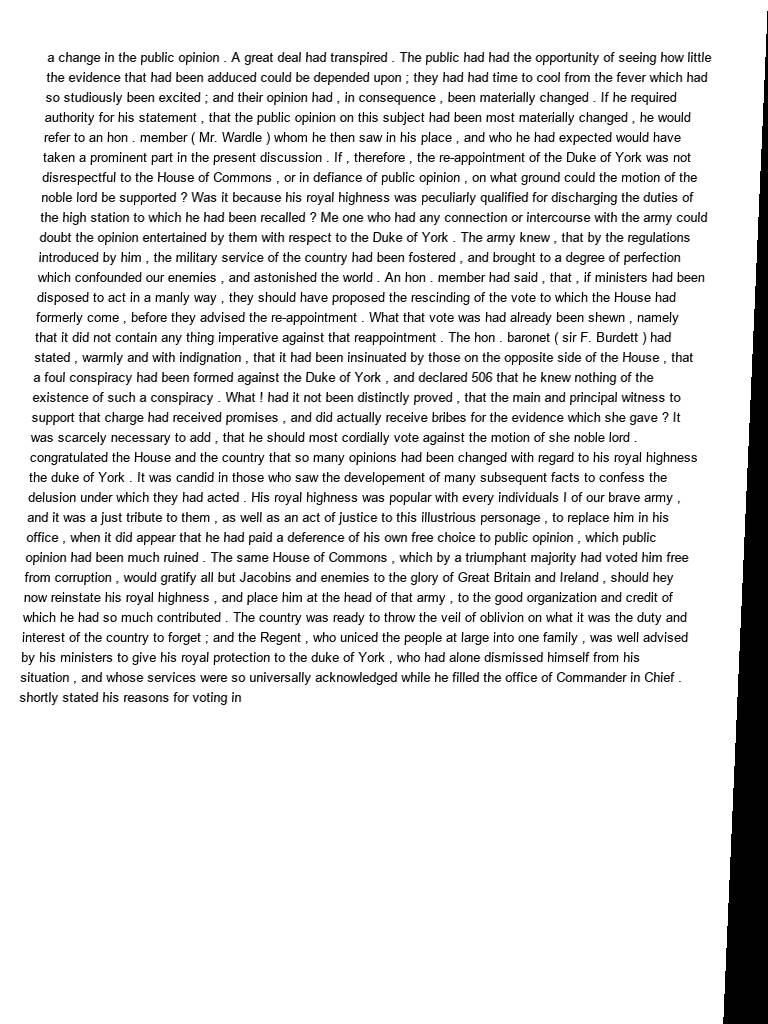 a change in the public opinion . A great deal had transpired . The public had had the opportunity of seeing how little
the evidence that had been adduced could be depended upon ; they had had time to cool from the fever which had
so studiously been excited ; and their opinion had , in consequence , been materially changed . If he required
authority for his statement , that the public opinion on this subject had been most materially changed , he would
refer to an hon . member ( Mr. Wardle ) whom he then saw in his place , and who he had expected would have
taken a prominent part in the present discussion . If , therefore , the re-appointment of the Duke of York was not
disrespectful to the House of Commons , or in defiance of public opinion , on what ground could the motion of the
noble lord be supported ? Was it because his royal highness was peculiarly qualified for discharging the duties of
the high station to which he had been recalled ? Me one who had any connection or intercourse with the army could
doubt the opinion entertained by them with respect to the Duke of York . The army knew , that by the regulations
introduced by him , the military service of the country had been fostered , and brought to a degree of perfection
which confounded our enemies , and astonished the world . An hon . member had said , that , if ministers had been
disposed to act in a manly way , they should have proposed the rescinding of the vote to which the House had
formerly come , before they advised the re-appointment . What that vote was had already been shewn , namely
that it did not contain any thing imperative against that reappointment . The hon . baronet ( sir F. Burdett ) had
stated , warmly and with indignation , that it had been insinuated by those on the opposite side of the House , that
a foul conspiracy had been formed against the Duke of York , and declared 506 that he knew nothing of the
existence of such a conspiracy . What ! had it not been distinctly proved , that the main and principal witness to
support that charge had received promises , and did actually receive bribes for the evidence which she gave ? It
was scarcely necessary to add , that he should most cordially vote against the motion of she noble lord .
congratulated the House and the country that so many opinions had been changed with regard to his royal highness
the duke of York . It was candid in those who saw the developement of many subsequent facts to confess the
delusion under which they had acted . His royal highness was popular with every individuals I of our brave army ,
and it was a just tribute to them , as well as an act of justice to this illustrious personage , to replace him in his
office , when it did appear that he had paid a deference of his own free choice to public opinion , which public
opinion had been much ruined . The same House of Commons , which by a triumphant majority had voted him free
from corruption , would gratify all but Jacobins and enemies to the glory of Great Britain and Ireland , should hey
now reinstate his royal highness , and place him at the head of that army , to the good organization and credit of
which he had so much contributed . The country was ready to throw the veil of oblivion on what it was the duty and
interest of the country to forget ; and the Regent , who uniced the people at large into one family , was well advised
by his ministers to give his royal protection to the duke of York , who had alone dismissed himself from his
situation , and whose services were so universally acknowledged while he filled the office of Commander in Chief .
shortly stated his reasons for voting in